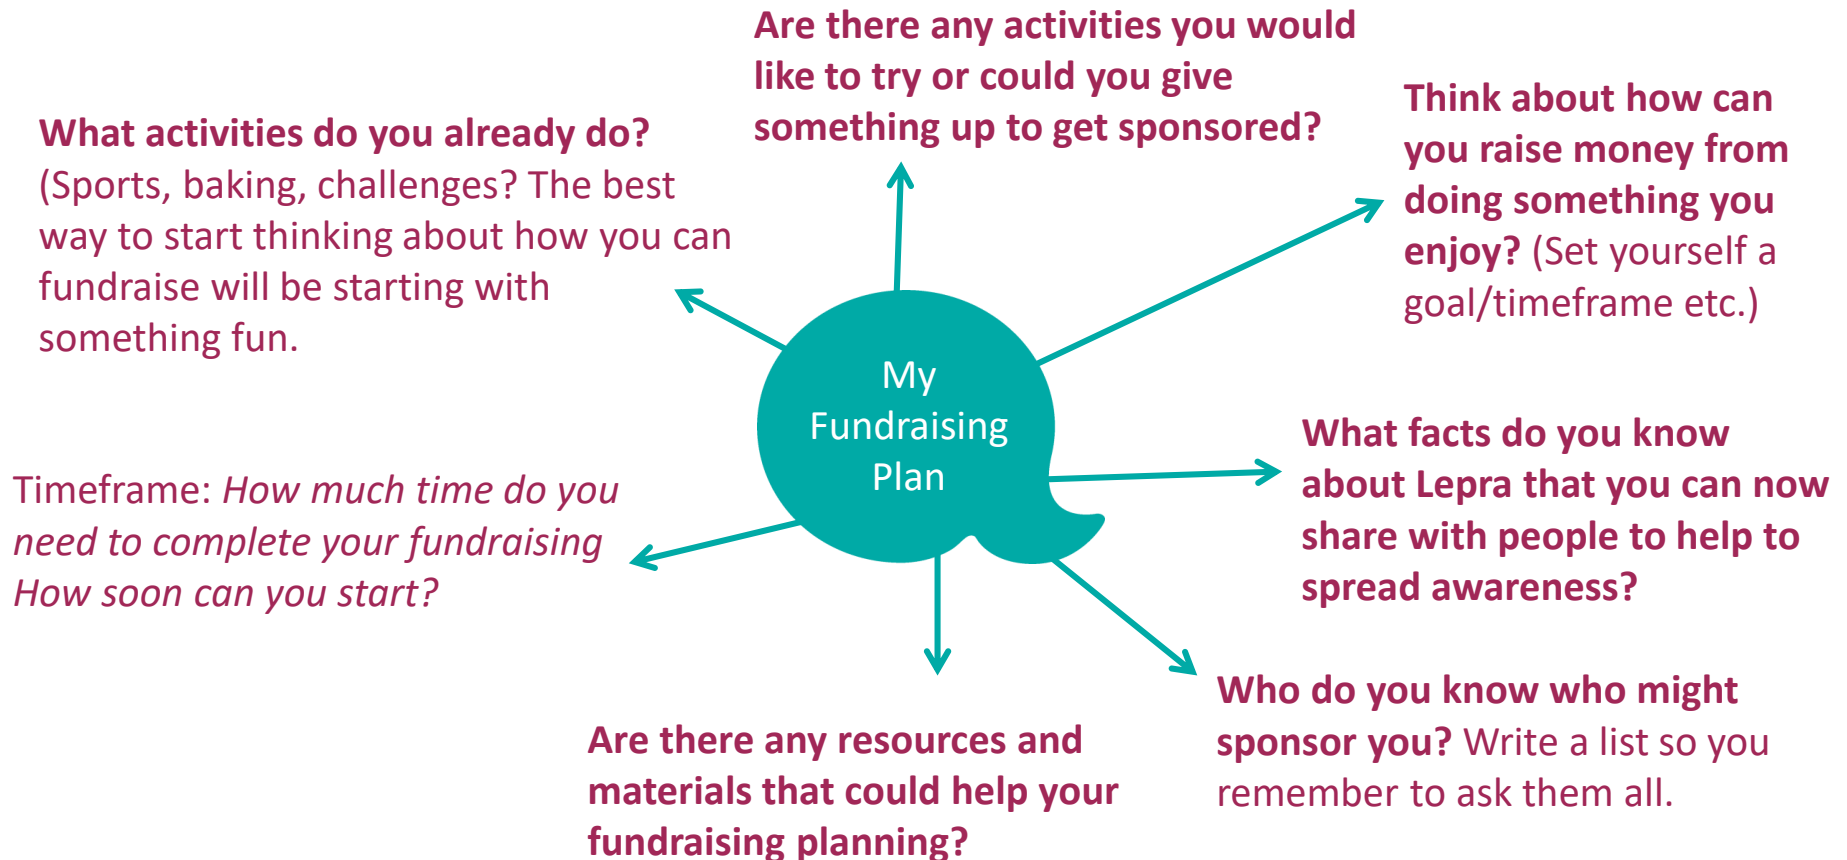 Are there any activities you would
like to try or could you give
something up to get sponsored?
What activities do you already do?
(Sports, baking, challenges? The best
way to start thinking about how you can
fundraise will be starting with
something fun.
Think about how can
you raise money from
doing something you
enjoy? (Set yourself a
goal/timeframe etc.)
My
Fundraising
Plan
What facts do you know
about Lepra that you can now
share with people to help to
spread awareness?
Timeframe: How much time do you
need to complete your fundraising
How soon can you start?
Who do you know who might
sponsor you? Write a list so you
remember to ask them all.
Are there any resources and
materials that could help your
fundraising planning?